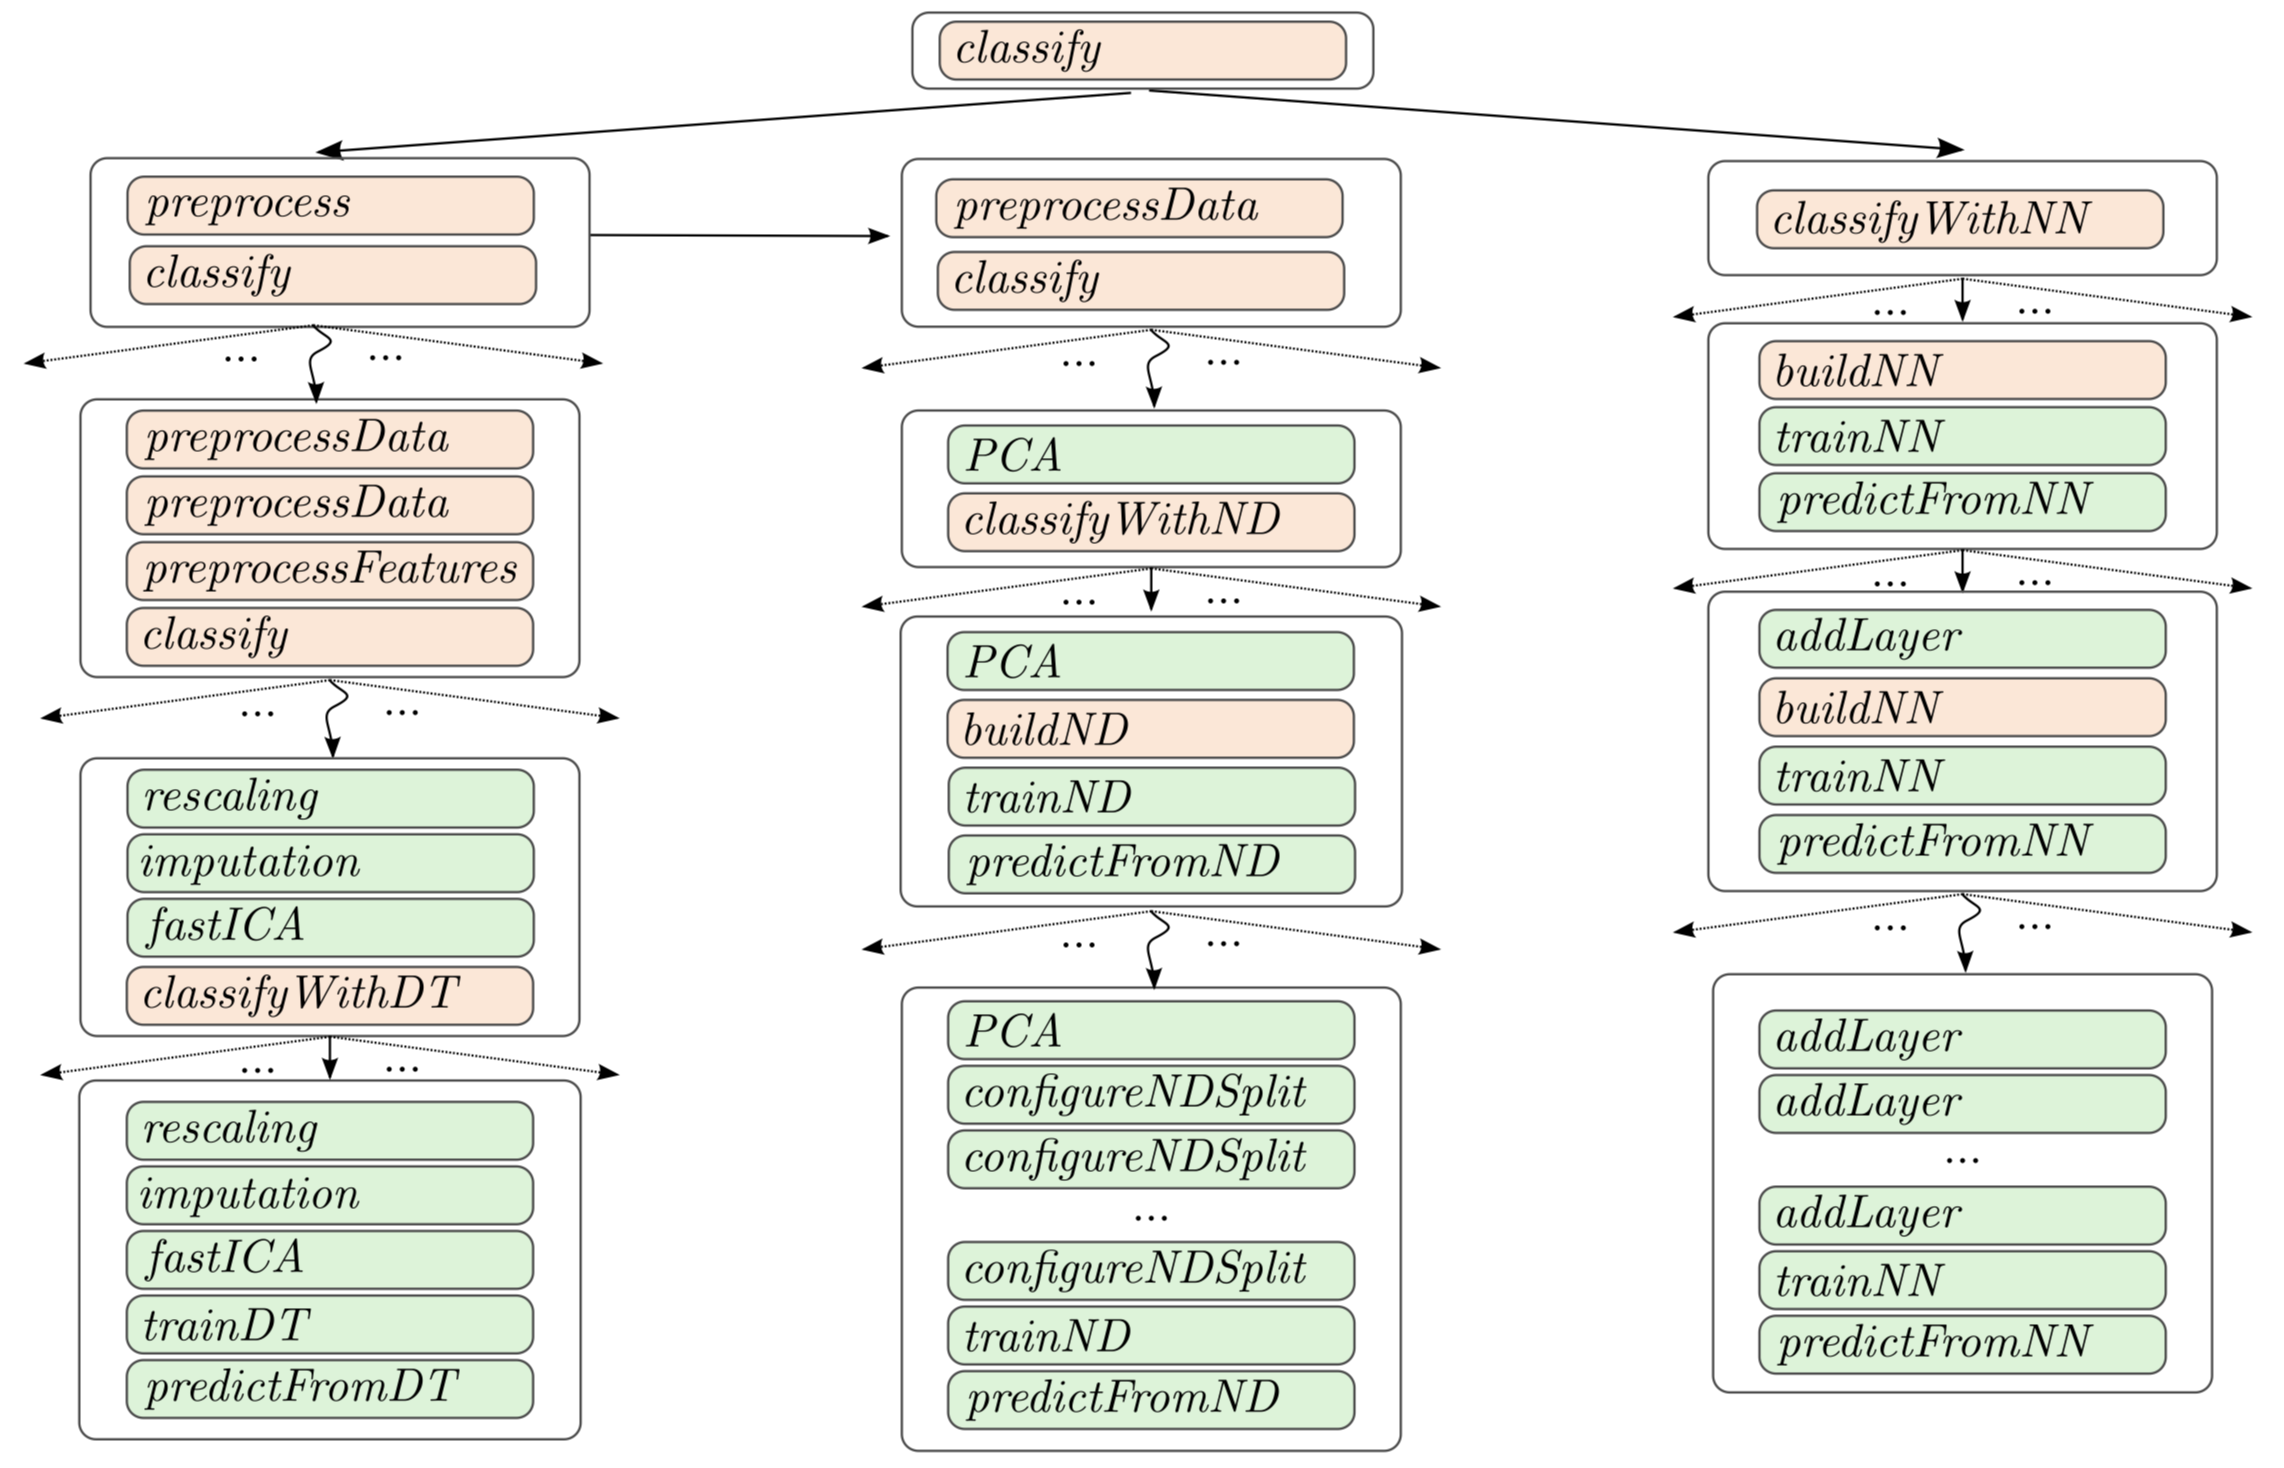 classify
preprocess
classify
...
...
preprocessData
preprocessData
preprocessFeatures
classify
...
...
rescaling
imputation
fastICA
classifyWithDT
...
...
rescaling
imputation
fastICA
trainDT
predictFromDT
preprocessData
classify
...
...
PCA
classifyWithND
...
...
PCA
buildND
trainND
predictFromND
...
...
PCA
configureNDSplit
configureNDSplit
...
configureNDSplit
trainND
predictFromND
classifyWithNN
...
...
buildNN
trainNN
predictFromNN
...
...
addLayer
buildNN
trainNN
predictFromNN
...
...
addLayer
addLayer
...
addLayer
trainNN
predictFromNN